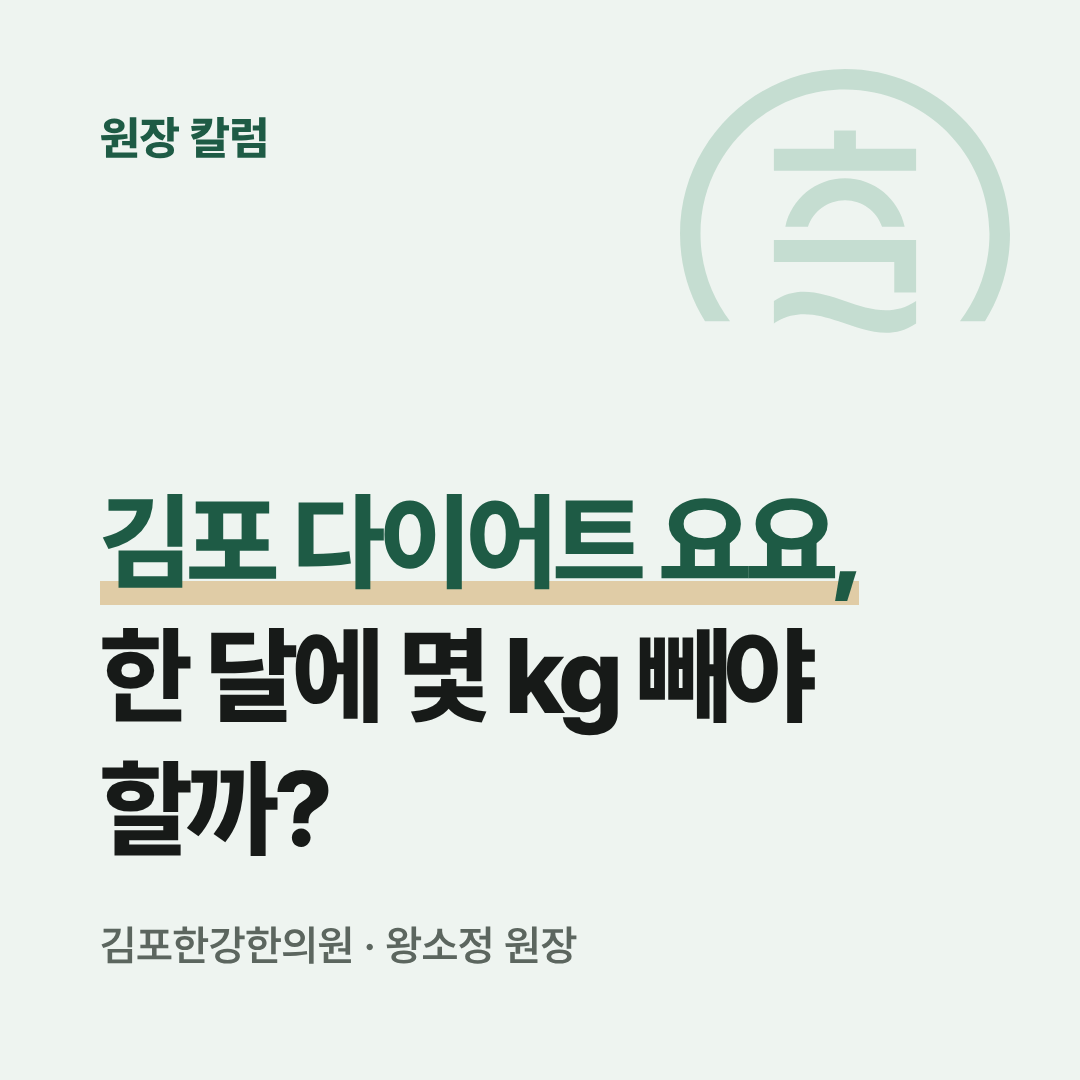 원장 칼럼
김포 다이어트 요요,
한 달에 몇 kg 빼야
할까?
김포한강한의원 · 왕소정 원장